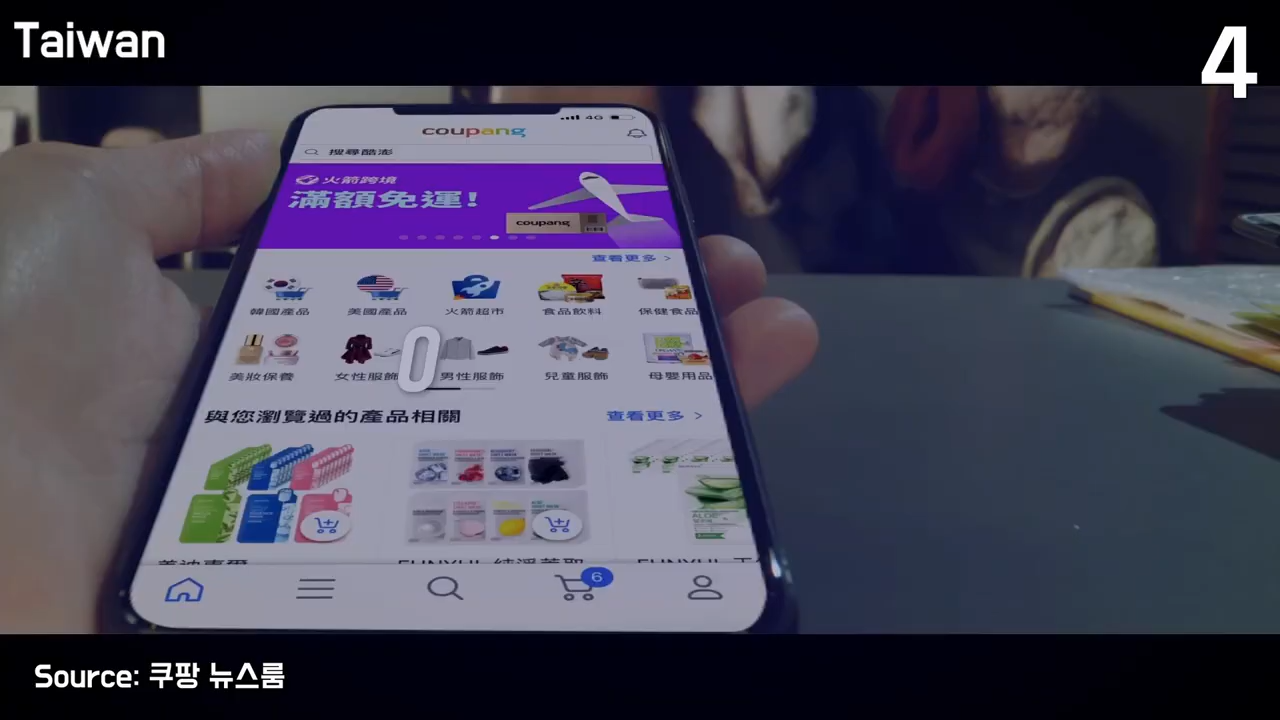 Taiwan
4
4G
coupang
搜尋酷澎
火箭跨境
滿額免運!
coupang
查看更多 >
韓國產品 美國產品 火箭超市 食品飲料 保健食品
0
美妝保養 女性服飾 男性服飾 兒童服飾 母嬰用品
與您瀏覽過的產品相關 查看更多 >
ALOE
6
Source: 쿠팡 뉴스룸